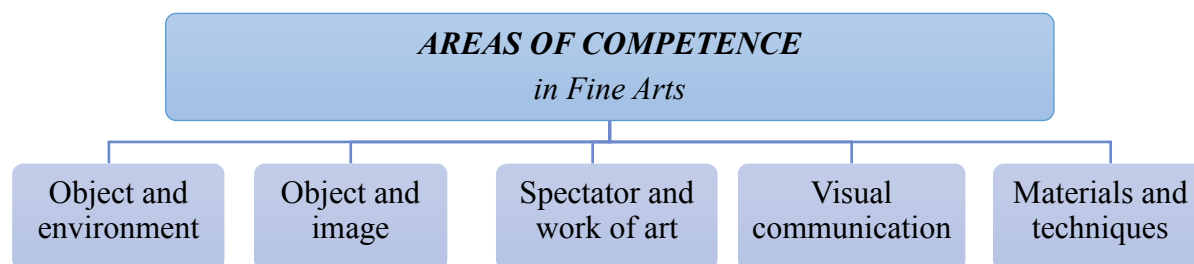 AREAS OF COMPETENCE
in Fine Arts
Object and
environment
Object and
image
Spectator and
work of art
Visual
communication
Materials and
techniques